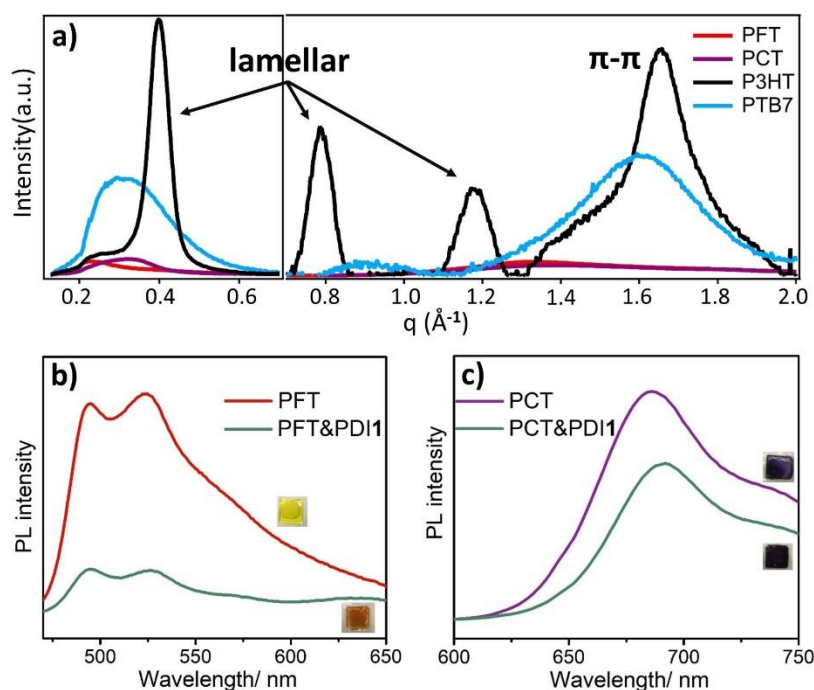 a)
lamellar
π-π
PFT
PCT
P3HT
PTB7
Intensity(a.u.)
0.2 0.4 0.6 0.8 1.0 1.2 1.4 1.6 1.8 2.0
q (Å⁻¹)
b)
PFT
PFT&PDI1
PL intensity
500 550 600 650
Wavelength/ nm
c)
PCT
PCT&PDI1
PL intensity
600 650 700 750
Wavelength/ nm